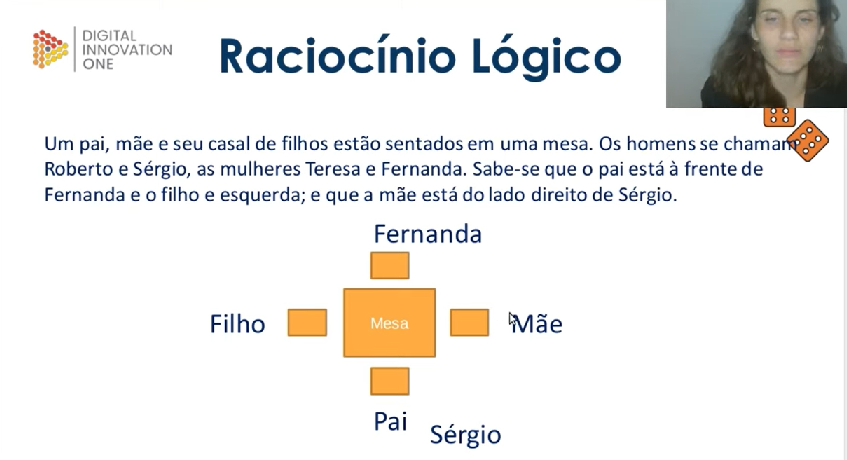 DIGITAL
INNOVATION
ONE
Raciocínio Lógico
Um pai, mãe e seu casal de filhos estão sentados em uma mesa. Os homens se chamam
Roberto e Sérgio, as mulheres Teresa e Fernanda. Sabe-se que o pai está à frente de
Fernanda e o filho e esquerda; e que a mãe está do lado direito de Sérgio.
Fernanda
Filho
Mesa
Mãe
Pai
Sérgio